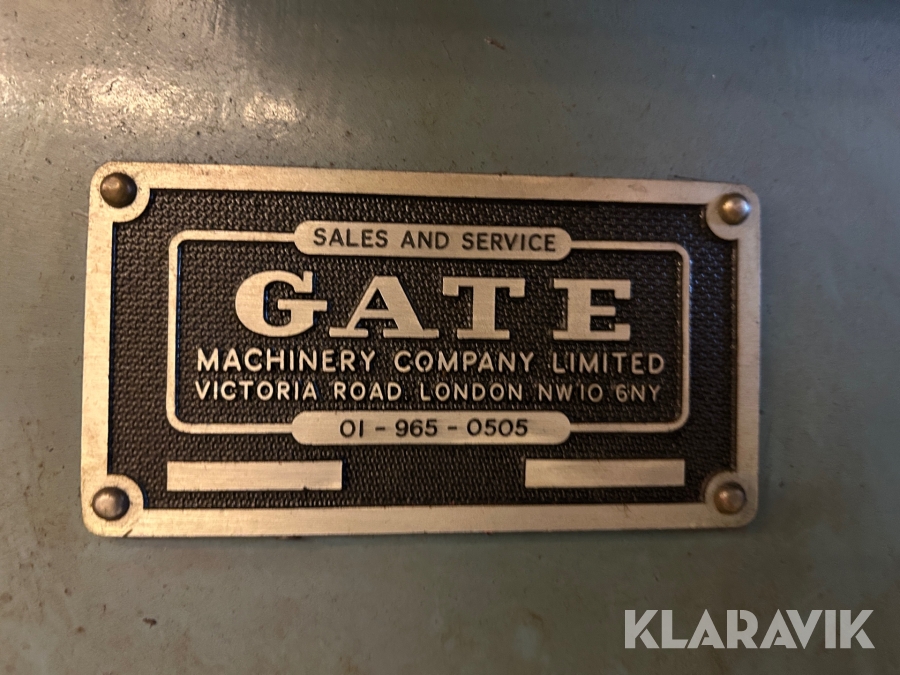 SALES AND SERVICE
GATE
MACHINERY COMPANY LIMITED
VICTORIA ROAD LONDON NW10 6NY
01-965-0505
KLARAVIK